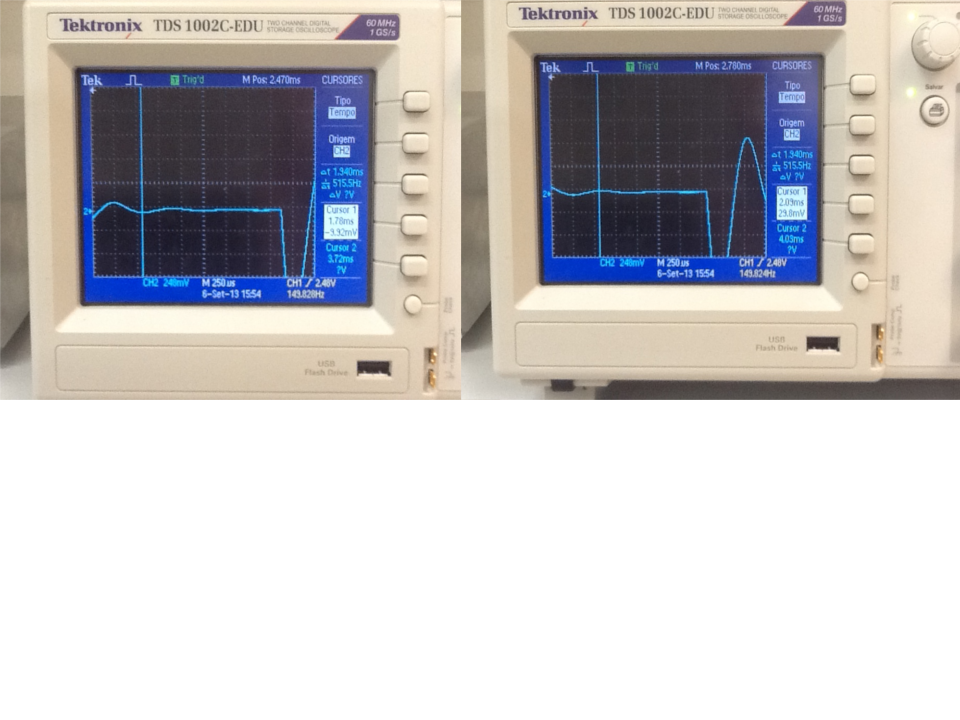 Tektronix TDS 1002C-EDU TWO CHANNEL DIGITAL STORAGE OSCILLOSCOPE 60 MHz 1 GS/s
Tek Trig'd M Pos: 2.470ms CURSORES
Tipo
Tempo
Origem
CH2
Δt 1.940ms
1/Δt 515.5Hz
ΔV ?V
2
Cursor 1
1.78ms
-9.92mV
Cursor 2
3.72ms
?V
CH2 248mV M 250us CH1 / 2.48V
6-Set-13 15:54 149.828Hz
USB
Flash Drive
Tektronix TDS 1002C-EDU TWO CHANNEL DIGITAL STORAGE OSCILLOSCOPE 60 MHz 1 GS/s
Tek Trig'd M Pos: 2.780ms CURSORES
Tipo
Tempo
Origem
CH2
Δt 1.940ms
1/Δt 515.5Hz
ΔV ?V
2
Cursor 1
2.09ms
29.8mV
Cursor 2
4.03ms
?V
CH2 248mV M 250us CH1 / 2.48V
6-Set-13 15:54 149.824Hz
USB
Flash Drive
Salvar